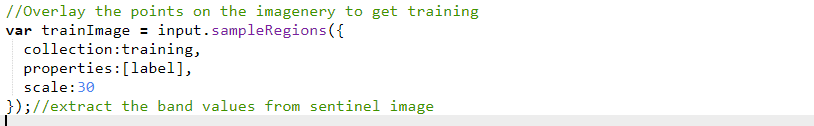 //Overlay the points on the imagenery to get training
var trainImage = input.sampleRegions({
collection:training,
properties:[label],
scale:30
});//extract the band values from sentinel image